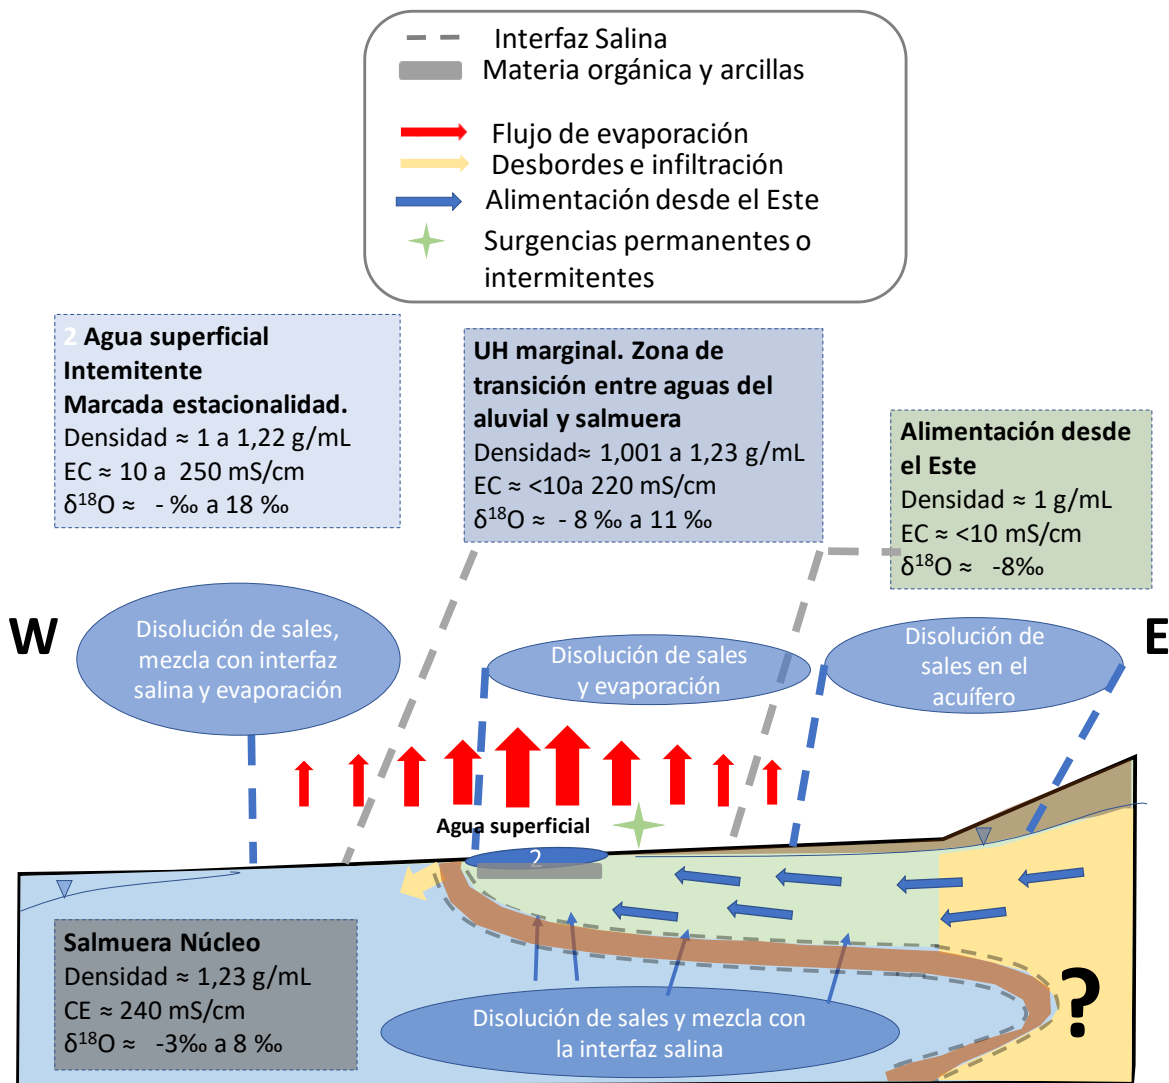 Interfaz Salina
Materia orgánica y arcillas
Flujo de evaporación
Desbordes e infiltración
Alimentación desde el Este
Surgencias permanentes o
intermitentes
2 Agua superficial
Intemitente
Marcada estacionalidad.
Densidad ≈ 1 a 1,22 g/mL
EC ≈ 10 a  250 mS/cm
δ¹⁸O ≈  - ‰ a 18 ‰
UH marginal. Zona de
transición entre aguas del
aluvial y salmuera
Densidad≈ 1,001 a 1,23 g/mL
EC ≈ <10a 220 mS/cm
δ¹⁸O ≈  - 8 ‰ a 11 ‰
Alimentación desde
el Este
Densidad ≈ 1 g/mL
EC ≈ <10 mS/cm
δ¹⁸O ≈  -8‰
W
E
Disolución de sales,
mezcla con interfaz
salina y evaporación
Disolución de sales
y evaporación
Disolución de
sales en el
acuífero
Agua superficial
2
Salmuera Núcleo
Densidad ≈ 1,23 g/mL
CE ≈ 240 mS/cm
δ¹⁸O ≈  -3‰ a 8 ‰
Disolución de sales y mezcla con
la interfaz salina
?